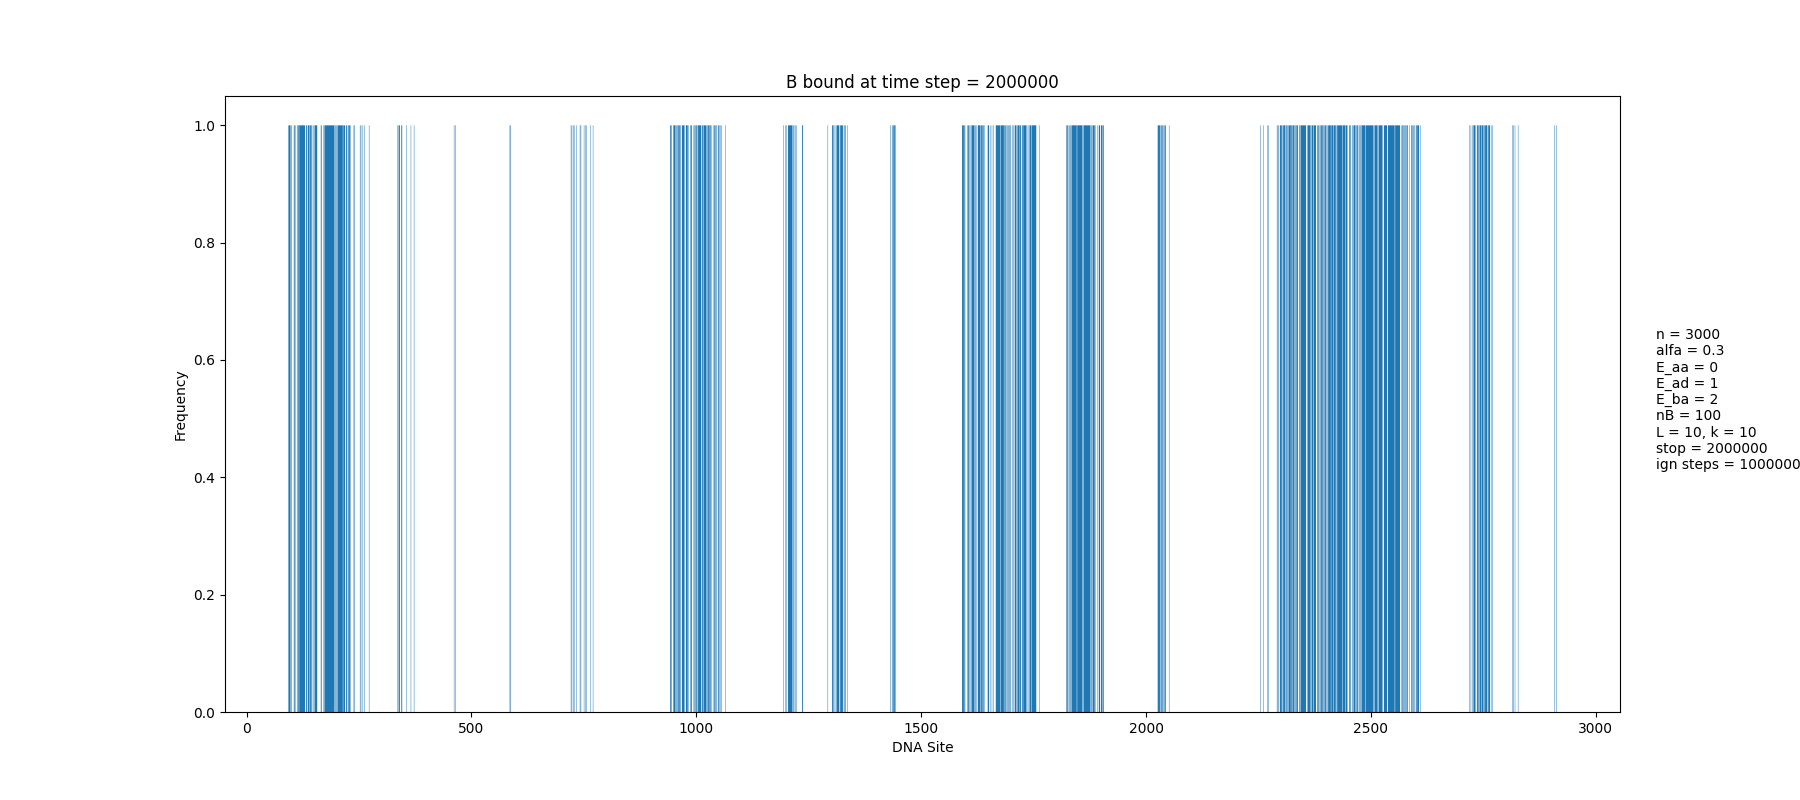 B bound at time step = 2000000
1.0
0.8
0.6
0.4
0.2
0.0
Frequency
0 500 1000 1500 2000 2500 3000
DNA Site
n = 3000
alfa = 0.3
E_aa = 0
E_ad = 1
E_ba = 2
nB = 100
L = 10, k = 10
stop = 2000000
ign steps = 1000000